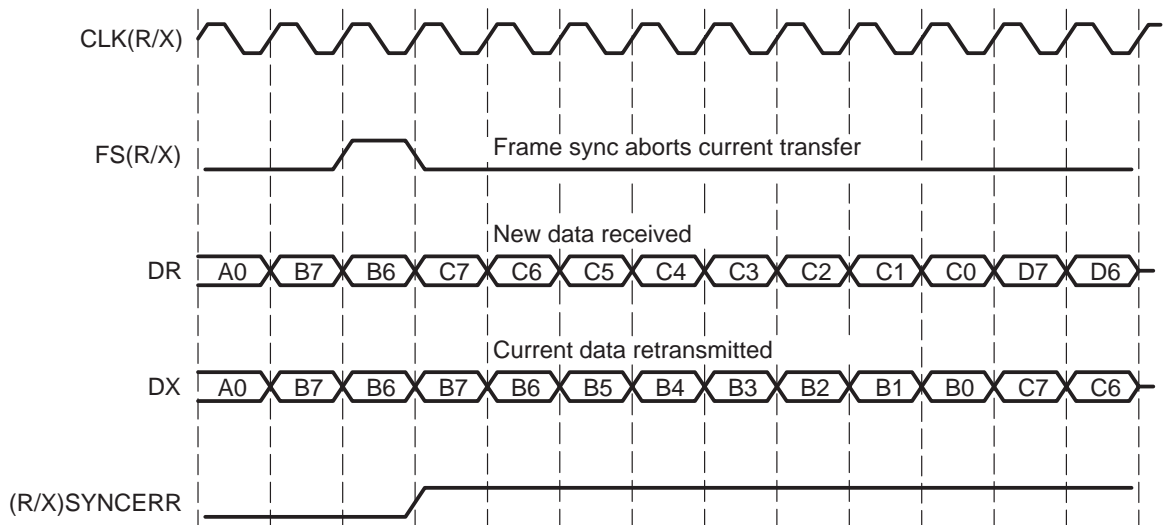 CLK(R/X)
FS(R/X)
Frame sync aborts current transfer
New data received
DR A0 B7 B6 C7 C6 C5 C4 C3 C2 C1 C0 D7 D6
Current data retransmitted
DX A0 B7 B6 B7 B6 B5 B4 B3 B2 B1 B0 C7 C6
(R/X)SYNCERR